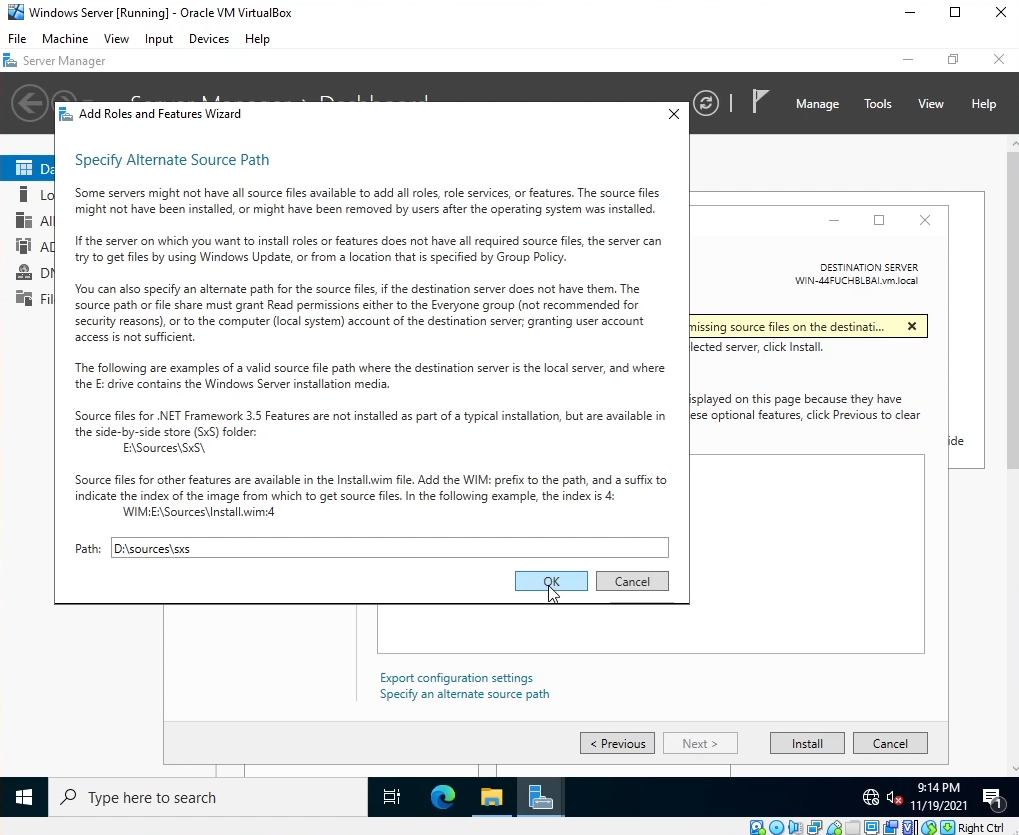 Windows Server [Running] - Oracle VM VirtualBox
File Machine View Input Devices Help
Server Manager
Server Manager Dashboard
Manage Tools View Help
Add Roles and Features Wizard
Specify Alternate Source Path
Some servers might not have all source files available to add all roles, role services, or features. The source files
might not have been installed, or might have been removed by users after the operating system was installed.
If the server on which you want to install roles or features does not have all required source files, the server can
try to get files by using Windows Update, or from a location that is specified by Group Policy.
You can also specify an alternate path for the source files, if the destination server does not have them. The
source path or file share must grant Read permissions either to the Everyone group (not recommended for
security reasons), or to the computer (local system) account of the destination server; granting user account
access is not sufficient.
The following are examples of a valid source file path where the destination server is the local server, and where
the E: drive contains the Windows Server installation media.
Source files for .NET Framework 3.5 Features are not installed as part of a typical installation, but are available in
the side-by-side store (SxS) folder:
E:\Sources\SxS\
Source files for other features are available in the Install.wim file. Add the WIM: prefix to the path, and a suffix to
indicate the index of the image from which to get source files. In the following example, the index is 4:
WIM:E:\Sources\Install.wim:4
Path: D:\sources\sxs
OK Cancel
Da
Lo
All
AD
DN
Fil
DESTINATION SERVER
WIN-44FUCHBLBAI.vm.local
missing source files on the destinati...
lected server, click Install.
isplayed on this page because they have
ese optional features, click Previous to clear
ide
Export configuration settings
Specify an alternate source path
< Previous Next > Install Cancel
Type here to search
9:14 PM
11/19/2021
1
Right Ctrl